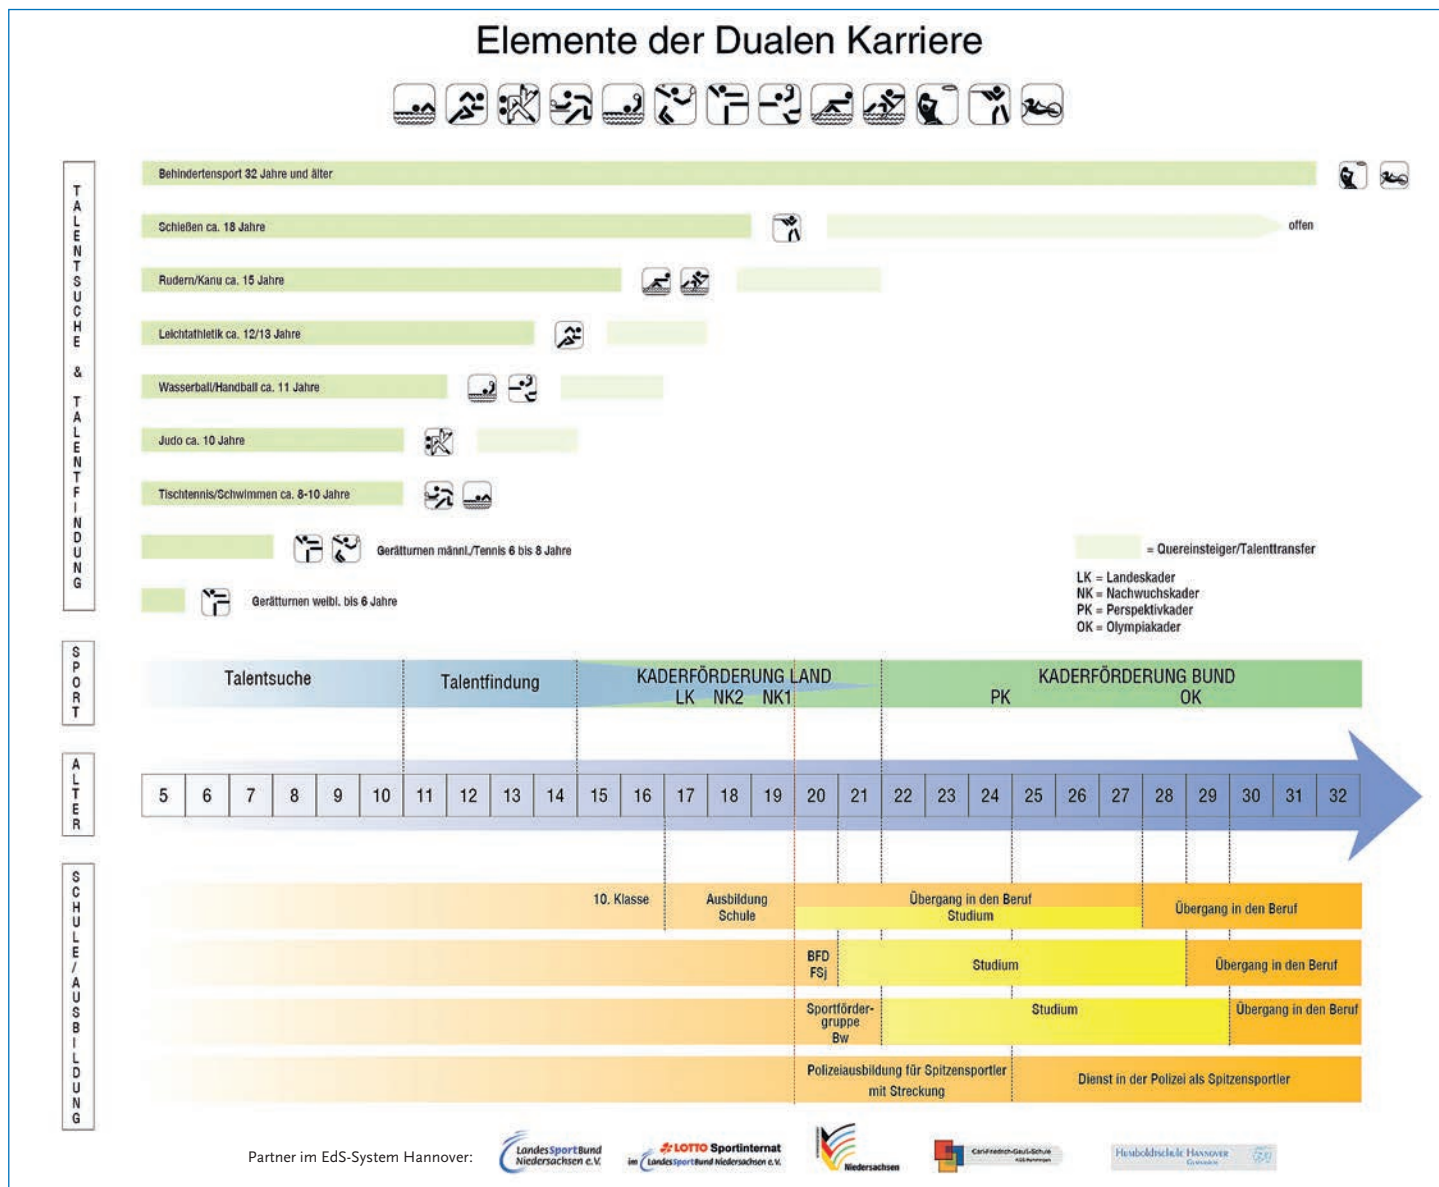 Elemente der Dualen Karriere
TALENTSUCHE & TALENTFINDUNG
Behindertensport 32 Jahre und älter
Schießen ca. 18 Jahre
offen
Rudern/Kanu ca. 15 Jahre
Leichtathletik ca. 12/13 Jahre
Wasserball/Handball ca. 11 Jahre
Judo ca. 10 Jahre
Tischtennis/Schwimmen ca. 8-10 Jahre
Gerätturnen männl./Tennis 6 bis 8 Jahre
Gerätturnen weibl. bis 6 Jahre
= Quereinsteiger/Talenttransfer
LK = Landeskader
NK = Nachwuchskader
PK = Perspektivkader
OK = Olympiakader
SPORT
Talentsuche
Talentfindung
KADERFÖRDERUNG LAND
LK NK2 NK1
KADERFÖRDERUNG BUND
PK OK
ALTER
5 6 7 8 9 10 11 12 13 14 15 16 17 18 19 20 21 22 23 24 25 26 27 28 29 30 31 32
SCHULE/AUSBILDUNG
10. Klasse
Ausbildung
Schule
Übergang in den Beruf
Studium
Übergang in den Beruf
BFD
FSj
Studium
Übergang in den Beruf
Sportförder-
gruppe
Bw
Studium
Übergang in den Beruf
Polizeiausbildung für Spitzensportler
mit Streckung
Dienst in der Polizei als Spitzensportler
Partner im EdS-System Hannover:
LandesSportBund
Niedersachsen e.V.
LOTTO Sportinternat
im LandesSportBund Niedersachsen e.V.
Niedersachsen
Carl-Friedrich-Gauß-Schule
Humboldtschule Hannover
Gymnasium